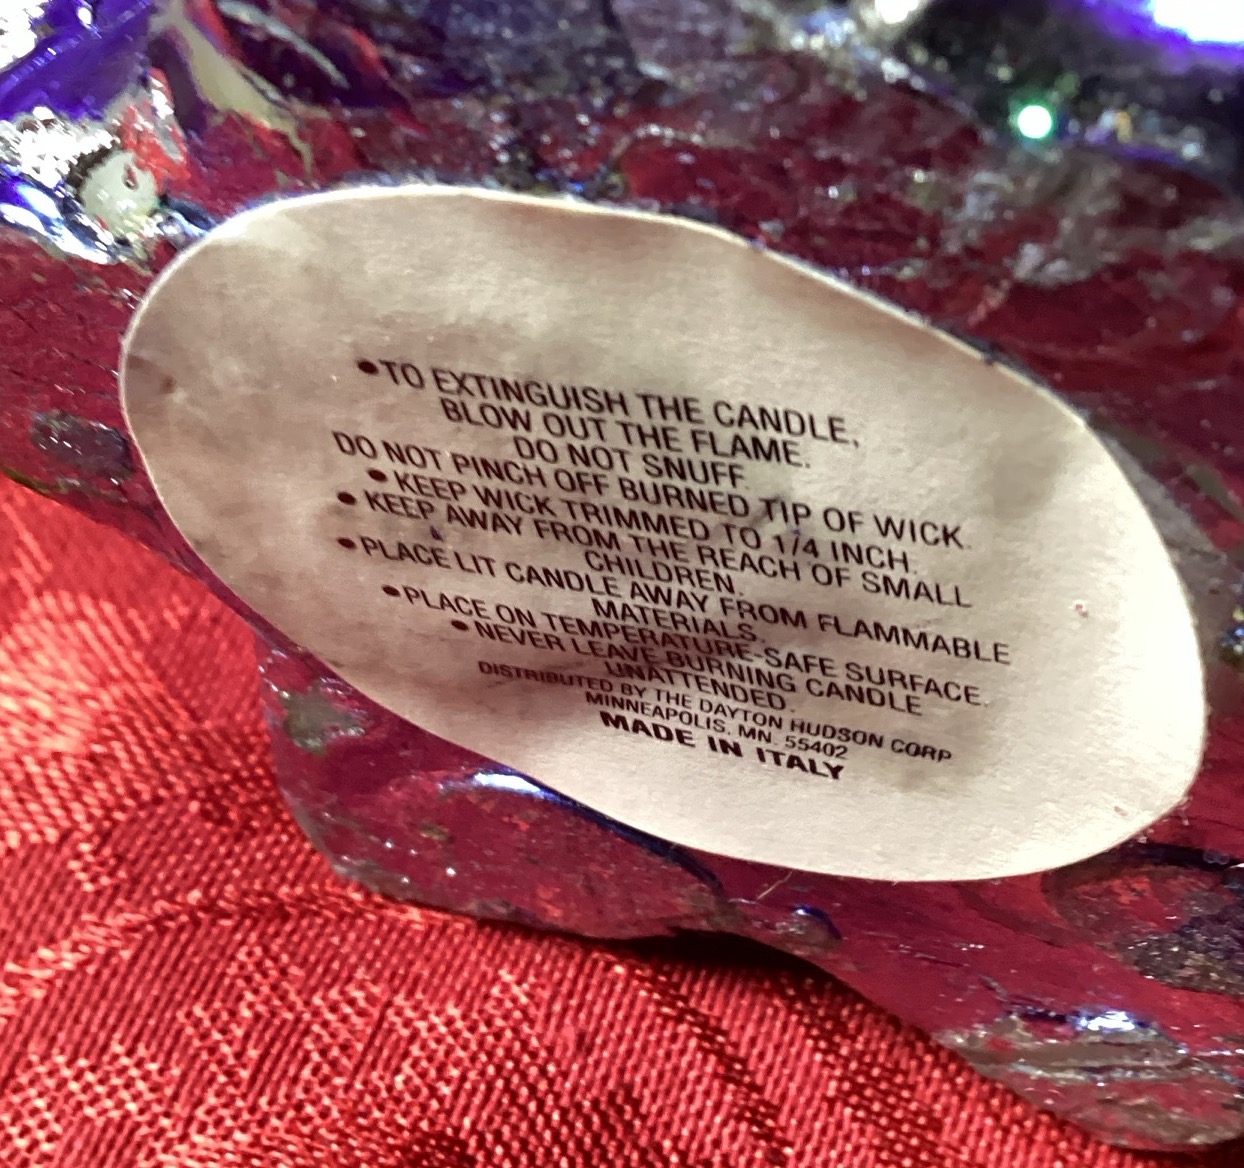 •TO EXTINGUISH THE CANDLE,
BLOW OUT THE FLAME.
DO NOT SNUFF.
DO NOT PINCH OFF BURNED TIP OF WICK.
• KEEP WICK TRIMMED TO 1/4 INCH.
• KEEP AWAY FROM THE REACH OF SMALL
CHILDREN.
•PLACE LIT CANDLE AWAY FROM FLAMMABLE
MATERIALS.
•PLACE ON TEMPERATURE-SAFE SURFACE.
• NEVER LEAVE BURNING CANDLE
UNATTENDED.
DISTRIBUTED BY THE DAYTON HUDSON CORP
MINNEAPOLIS, MN. 55402
MADE IN ITALY